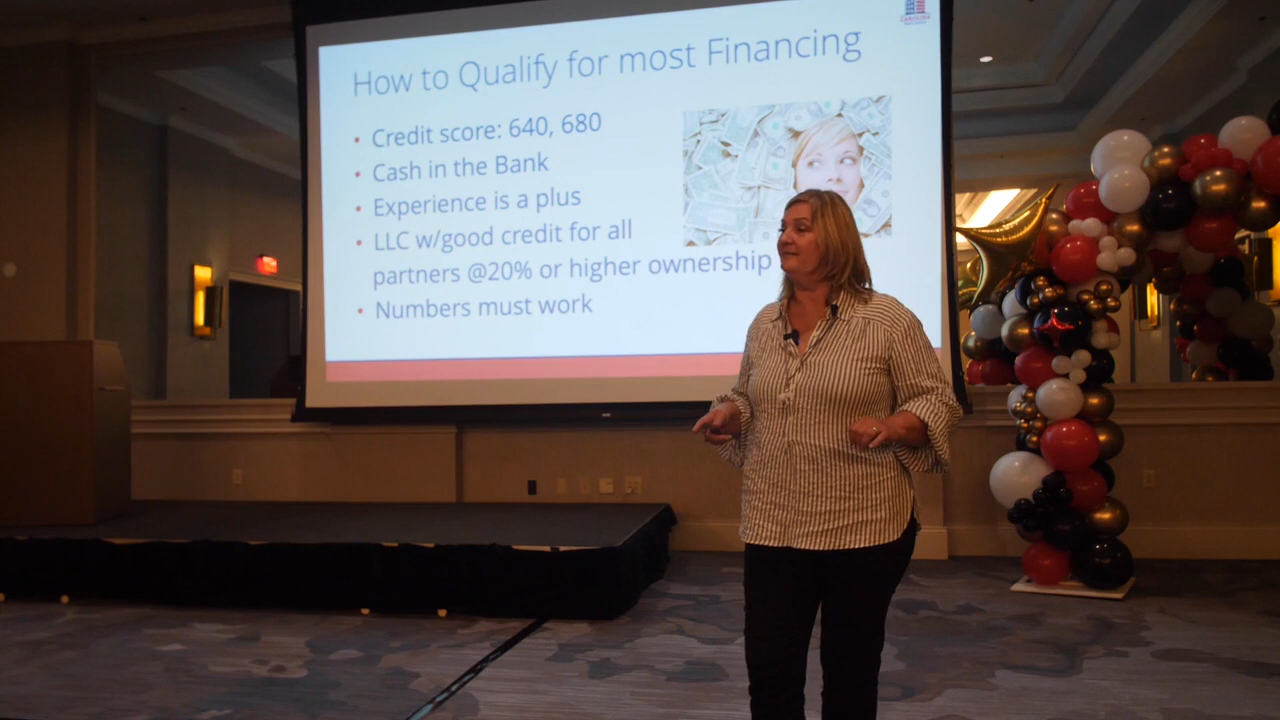 How to Qualify for most Financing
• Credit score: 640, 680
• Cash in the Bank
• Experience is a plus
• LLC w/good credit for all
partners @20% or higher ownership
• Numbers must work